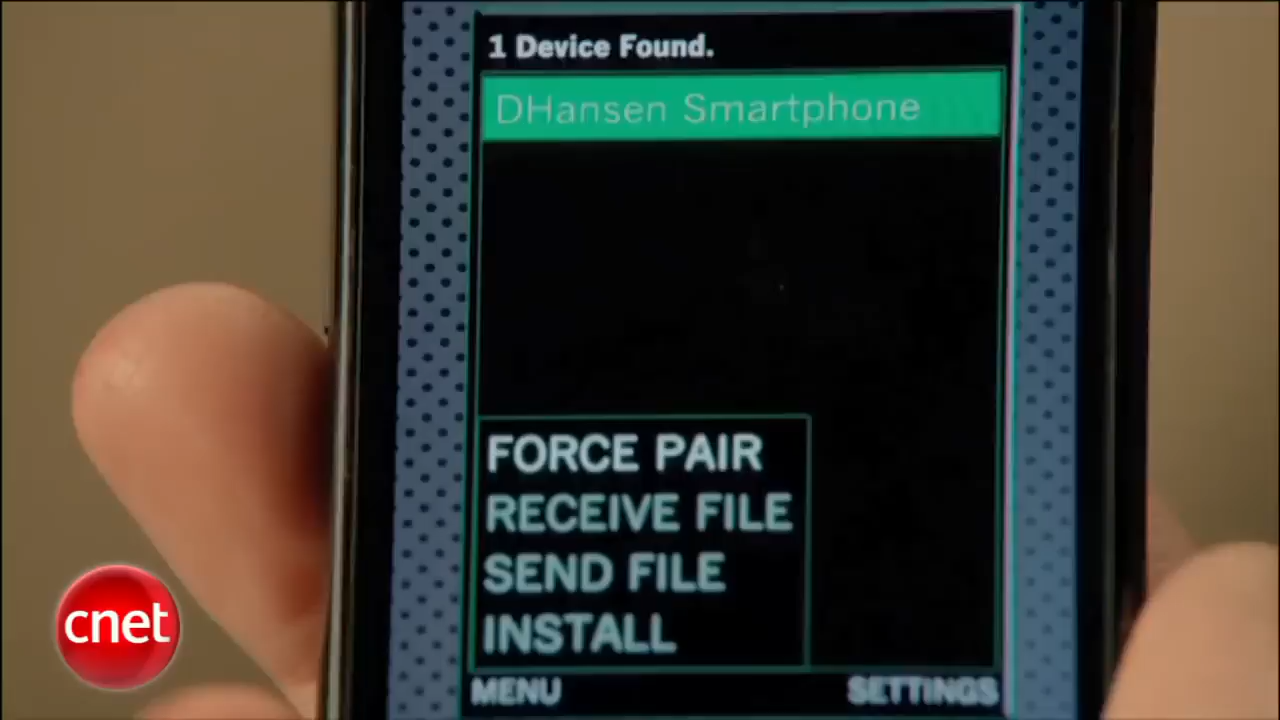 1 Device Found.
DHansen Smartphone
FORCE PAIR
RECEIVE FILE
SEND FILE
INSTALL
MENU
SETTINGS
cnet